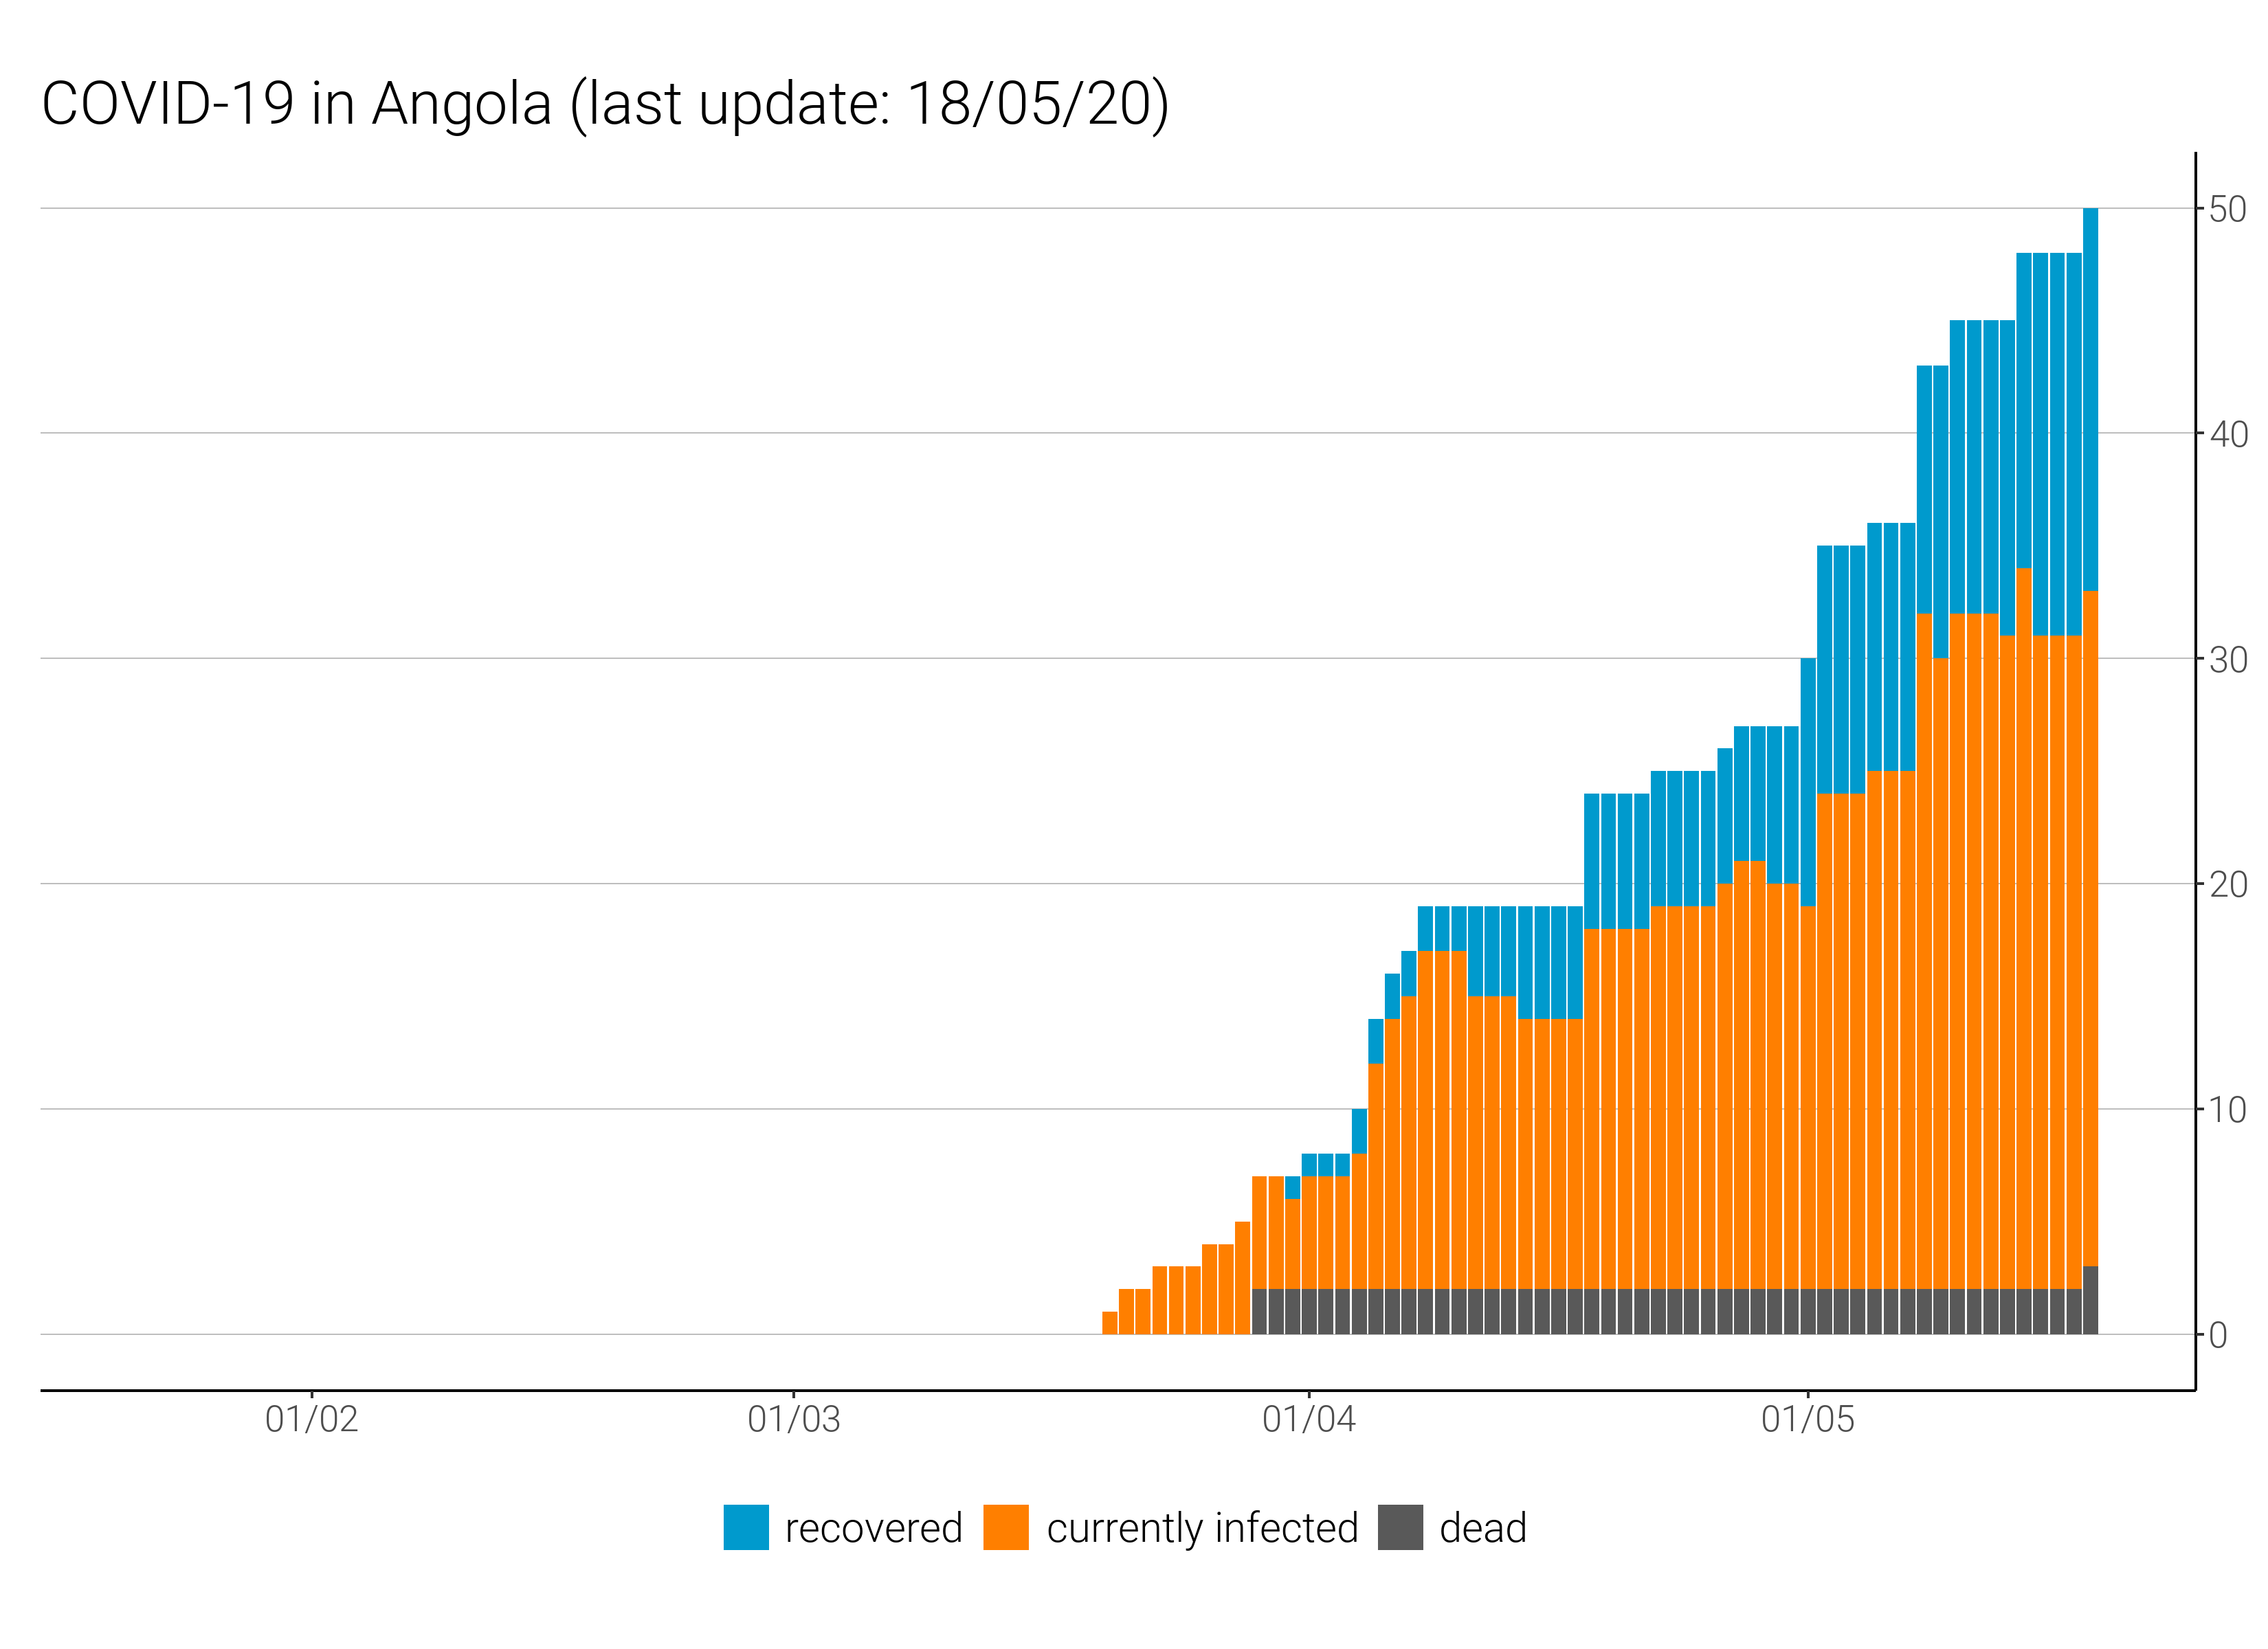 COVID-19 in Angola (last update: 18/05/20)
50
40
30
20
10
0
01/02 01/03 01/04 01/05
recovered currently infected dead